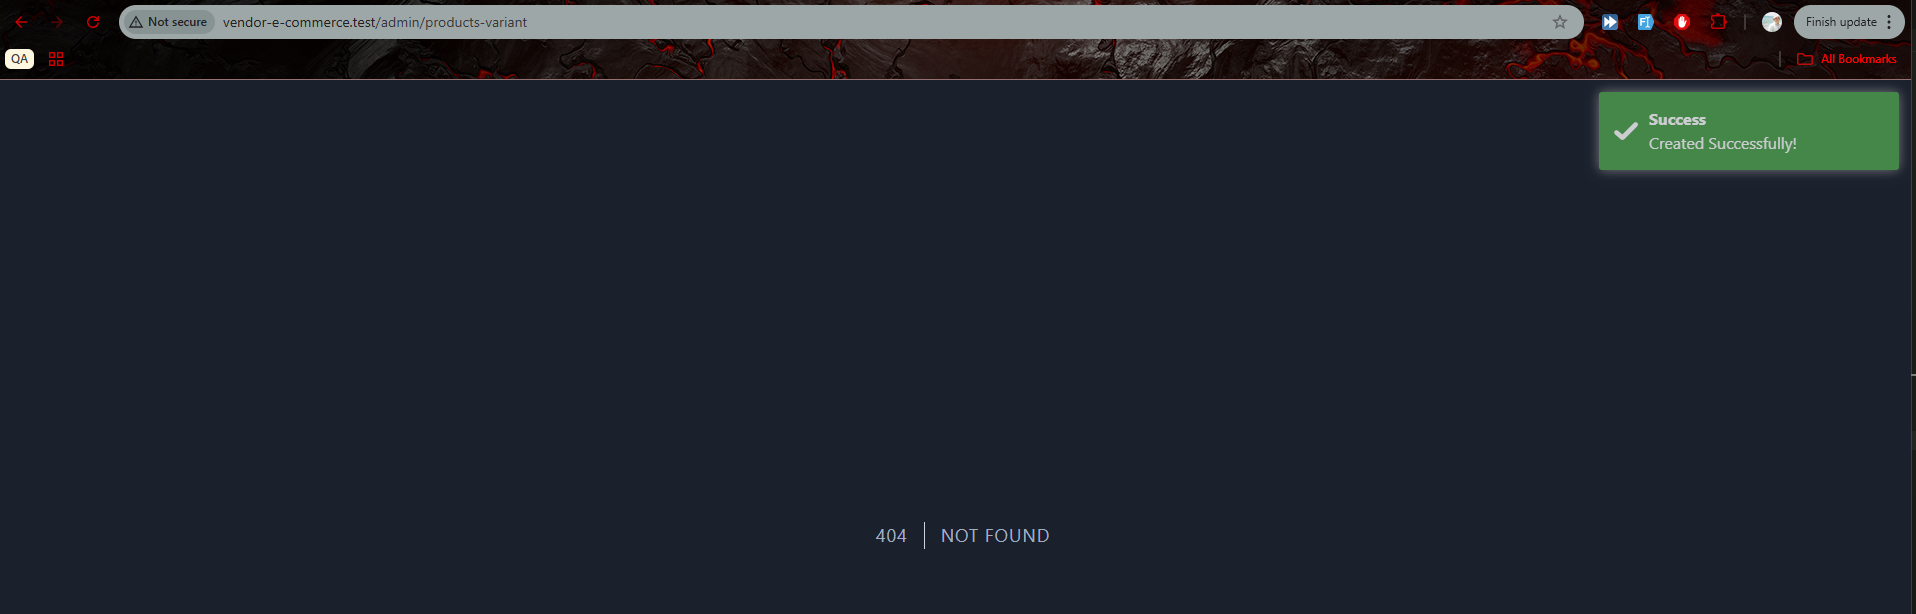 Not secure
vendor-e-commerce.test/admin/products-variant
FI
Finish update
QA
All Bookmarks
Success
Created Successfully!
404
NOT FOUND